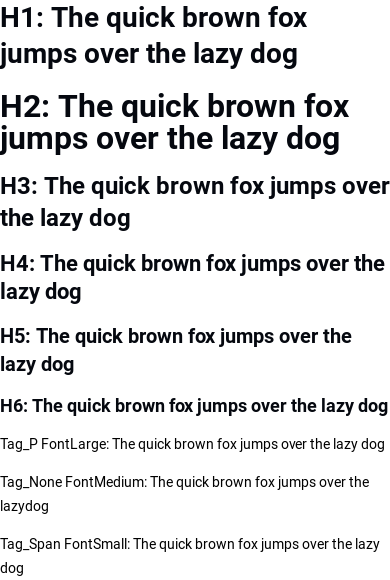 H1: The quick brown fox
jumps over the lazy dog
H2: The quick brown fox
jumps over the lazy dog
H3: The quick brown fox jumps over
the lazy dog
H4: The quick brown fox jumps over the
lazy dog
H5: The quick brown fox jumps over the
lazy dog
H6: The quick brown fox jumps over the lazy dog
Tag_P FontLarge: The quick brown fox jumps over the lazy dog
Tag_None FontMedium: The quick brown fox jumps over the
lazydog
Tag_Span FontSmall: The quick brown fox jumps over the lazy
dog